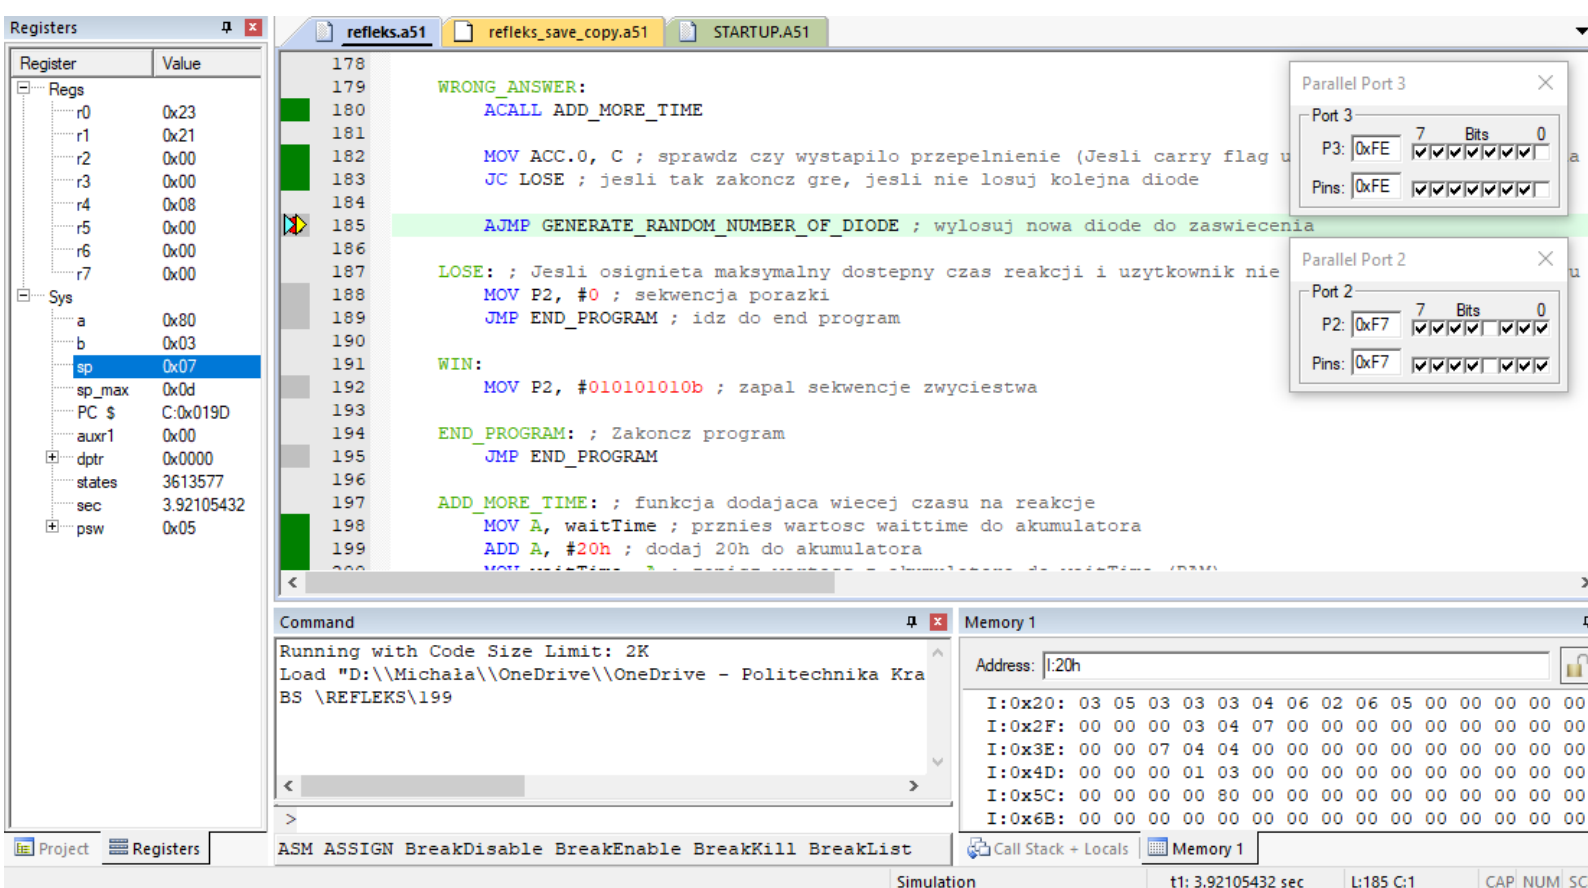 Registers
Register Value
Regs
r0 0x23
r1 0x21
r2 0x00
r3 0x00
r4 0x08
r5 0x00
r6 0x00
r7 0x00
Sys
a 0x80
b 0x03
sp 0x07
sp_max 0x0d
PC $ C:0x019D
auxr1 0x00
dptr 0x0000
states 3613577
sec 3.92105432
psw 0x05
Project Registers
refleks.a51 refleks_save_copy.a51 STARTUP.A51
178
179 WRONG_ANSWER:
180 ACALL ADD_MORE_TIME
181
182 MOV ACC.0, C ; sprawdz czy wystapilo przepelnienie (Jesli carry flag u
183 JC LOSE ; jesli tak zakoncz gre, jesli nie losuj kolejna diode
184
185 AJMP GENERATE_RANDOM_NUMBER_OF_DIODE ; wylosuj nowa diode do zaswiecenia
186
187 LOSE: ; Jesli osignieta maksymalny dostepny czas reakcji i uzytkownik nie
188 MOV P2, #0 ; sekwencja porazki
189 JMP END_PROGRAM ; idz do end program
190
191 WIN:
192 MOV P2, #010101010b ; zapal sekwencje zwyciestwa
193
194 END_PROGRAM: ; Zakoncz program
195 JMP END_PROGRAM
196
197 ADD_MORE_TIME: ; funkcja dodajaca wiecej czasu na reakcje
198 MOV A, waitTime ; prznies wartosc waittime do akumulatora
199 ADD A, #20h ; dodaj 20h do akumulatora
Parallel Port 3
Port 3
7 Bits 0
P3: 0xFE
Pins: 0xFE
Parallel Port 2
Port 2
7 Bits 0
P2: 0xF7
Pins: 0xF7
Command
Running with Code Size Limit: 2K
Load "D:\\Michała\\OneDrive\\OneDrive - Politechnika Kra
BS \REFLEKS\199
>
ASM ASSIGN BreakDisable BreakEnable BreakKill BreakList
Memory 1
Address: I:20h
I:0x20: 03 05 03 03 03 04 06 02 06 05 00 00 00 00 00
I:0x2F: 00 00 00 03 04 07 00 00 00 00 00 00 00 00 00
I:0x3E: 00 00 07 04 04 00 00 00 00 00 00 00 00 00 00
I:0x4D: 00 00 00 01 03 00 00 00 00 00 00 00 00 00 00
I:0x5C: 00 00 00 00 80 00 00 00 00 00 00 00 00 00 00
I:0x6B: 00 00 00 00 00 00 00 00 00 00 00 00 00 00 00
Call Stack + Locals Memory 1
Simulation t1: 3.92105432 sec L:185 C:1 CAP NUM SC